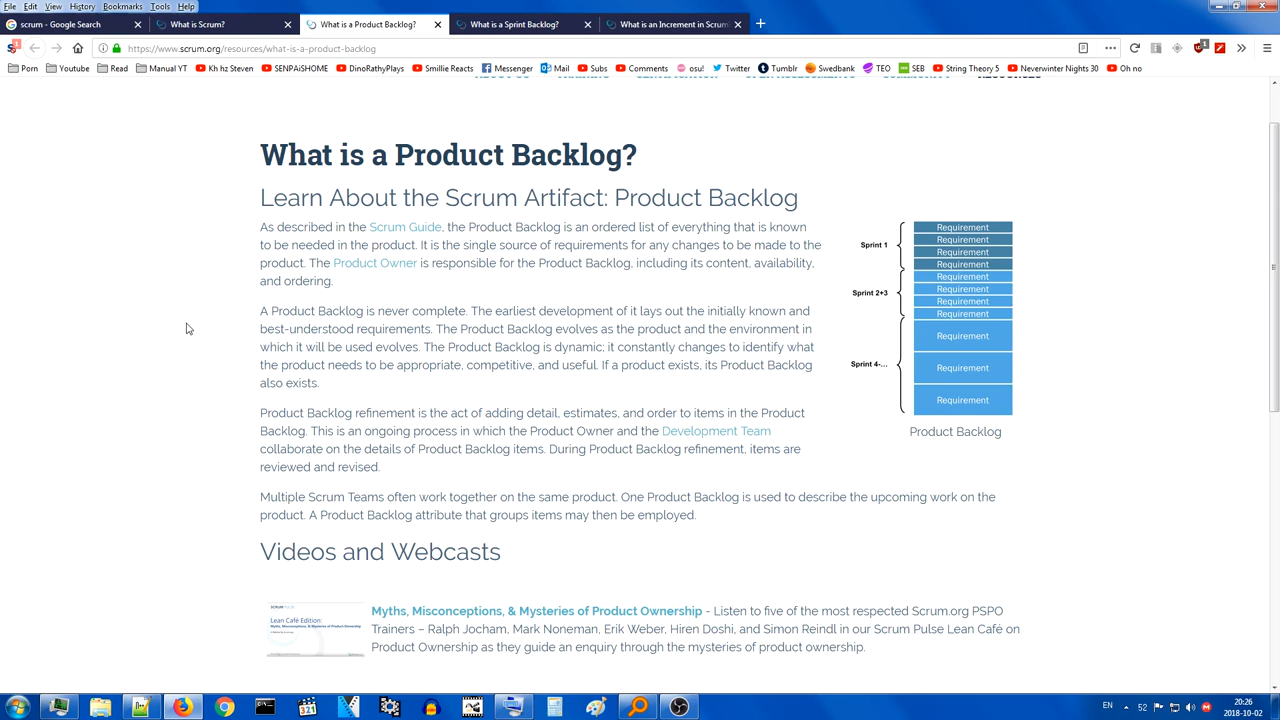 File Edit View History Bookmarks Tools Help
scrum - Google Search
What is Scrum?
What is a Product Backlog?
What is a Sprint Backlog?
What is an Increment in Scrum
https://www.scrum.org/resources/what-is-a-product-backlog
Porn Youtube Read Manual YT Kh hz Steven SENPAiSHOME DinoRathyPlays Smillie Reacts Messenger Mail Subs Comments osu! Twitter Tumblr Swedbank TEO SEB String Theory 5 Neverwinter Nights 30 Oh no
What is a Product Backlog?
Learn About the Scrum Artifact: Product Backlog
As described in the Scrum Guide, the Product Backlog is an ordered list of everything that is known
to be needed in the product. It is the single source of requirements for any changes to be made to the
product. The Product Owner is responsible for the Product Backlog, including its content, availability,
and ordering.
A Product Backlog is never complete. The earliest development of it lays out the initially known and
best-understood requirements. The Product Backlog evolves as the product and the environment in
which it will be used evolves. The Product Backlog is dynamic; it constantly changes to identify what
the product needs to be appropriate, competitive, and useful. If a product exists, its Product Backlog
also exists.
Product Backlog refinement is the act of adding detail, estimates, and order to items in the Product
Backlog. This is an ongoing process in which the Product Owner and the Development Team
collaborate on the details of Product Backlog items. During Product Backlog refinement, items are
reviewed and revised.
Sprint 1
Sprint 2+3
Sprint 4-...
Requirement
Requirement
Requirement
Requirement
Requirement
Requirement
Requirement
Requirement
Requirement
Requirement
Requirement
Product Backlog
Multiple Scrum Teams often work together on the same product. One Product Backlog is used to describe the upcoming work on the
product. A Product Backlog attribute that groups items may then be employed.
Videos and Webcasts
Lean Café Edition:
Myths, Misconceptions, & Mysteries of Product Ownership - Listen to five of the most respected Scrum.org PSPO
Trainers – Ralph Jocham, Mark Noneman, Erik Weber, Hiren Doshi, and Simon Reindl in our Scrum Pulse Lean Café on
Product Ownership as they guide an enquiry through the mysteries of product ownership.
EN
52
20:26
2018-10-02